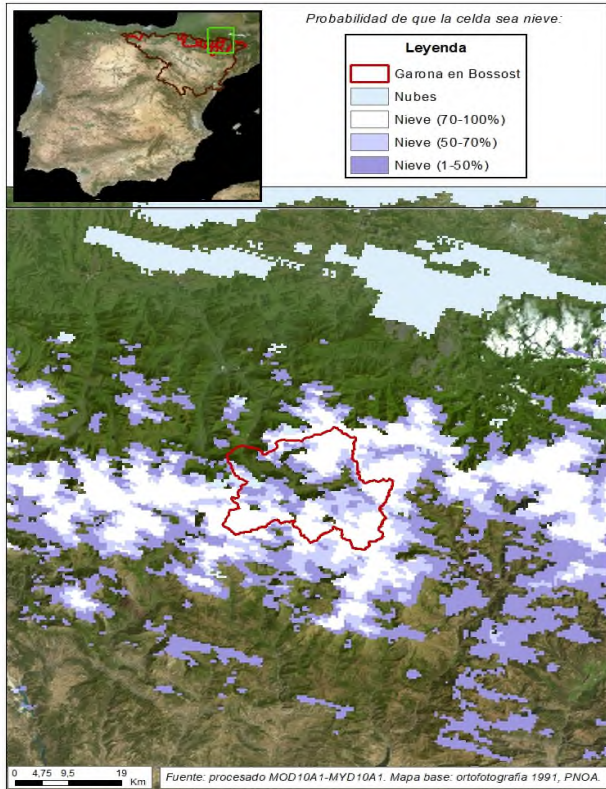 Probabilidad de que la celda sea nieve:
Leyenda
Garona en Bossost
Nubes
Nieve (70-100%)
Nieve (50-70%)
Nieve (1-50%)
0 4,75 9,5 19
Km
Fuente: procesado MOD10A1-MYD10A1. Mapa base: ortofotografía 1991, PNOA.